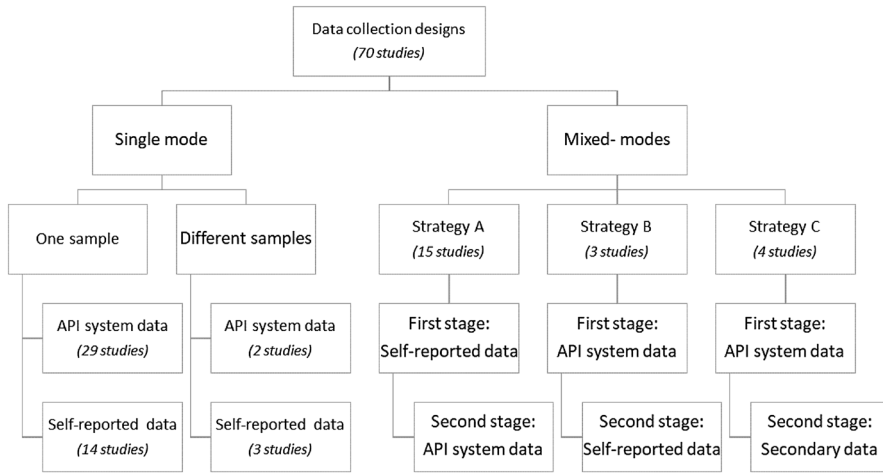 Data collection designs
(70 studies)
Single mode
Mixed- modes
One sample
Different samples
Strategy A
(15 studies)
Strategy B
(3 studies)
Strategy C
(4 studies)
API system data
(29 studies)
API system data
(2 studies)
First stage:
Self-reported data
First stage:
API system data
First stage:
API system data
Self-reported data
(14 studies)
Self-reported data
(3 studies)
Second stage:
API system data
Second stage:
Self-reported data
Second stage:
Secondary data